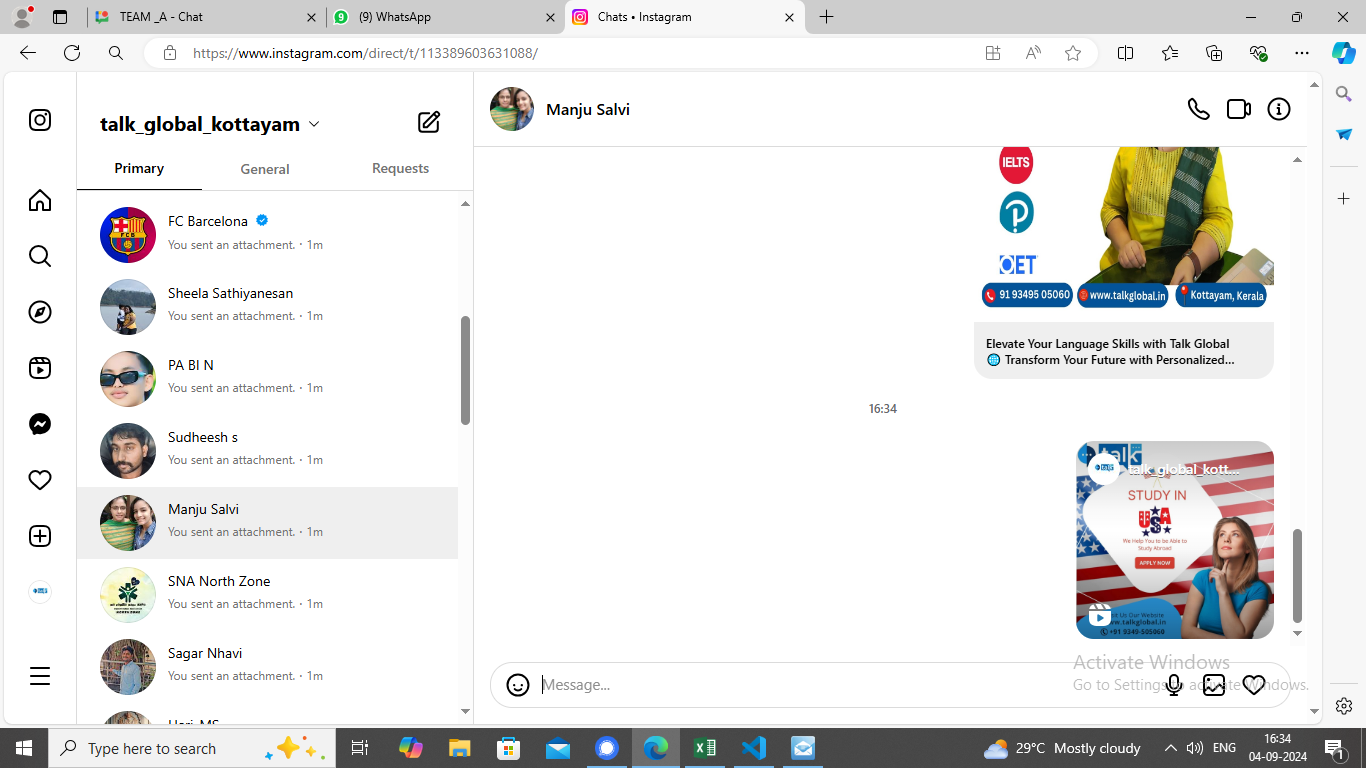 TEAM _A - Chat
(9) WhatsApp
Chats • Instagram
https://www.instagram.com/direct/t/113389603631088/
talk_global_kottayam
Primary
General
Requests
FC Barcelona
You sent an attachment. · 1m
Sheela Sathiyanesan
You sent an attachment. · 1m
PA BI N
You sent an attachment. · 1m
Sudheesh s
You sent an attachment. · 1m
Manju Salvi
You sent an attachment. · 1m
SNA North Zone
You sent an attachment. · 1m
Sagar Nhavi
You sent an attachment. · 1m
Manju Salvi
IELTS
OET
91 93495 05060
www.talkglobal.in
Kottayam, Kerala
Elevate Your Language Skills with Talk Global
🌐 Transform Your Future with Personalized...
16:34
talk
talk_global_kott...
STUDY IN
USA
We Help You to be Able to
Study Abroad
APPLY NOW
www.talkglobal.in
+91 9349-505060
Message...
Activate Windows
Go to Settings to activate Windows.
Type here to search
29°C Mostly cloudy
ENG
16:34
04-09-2024
1